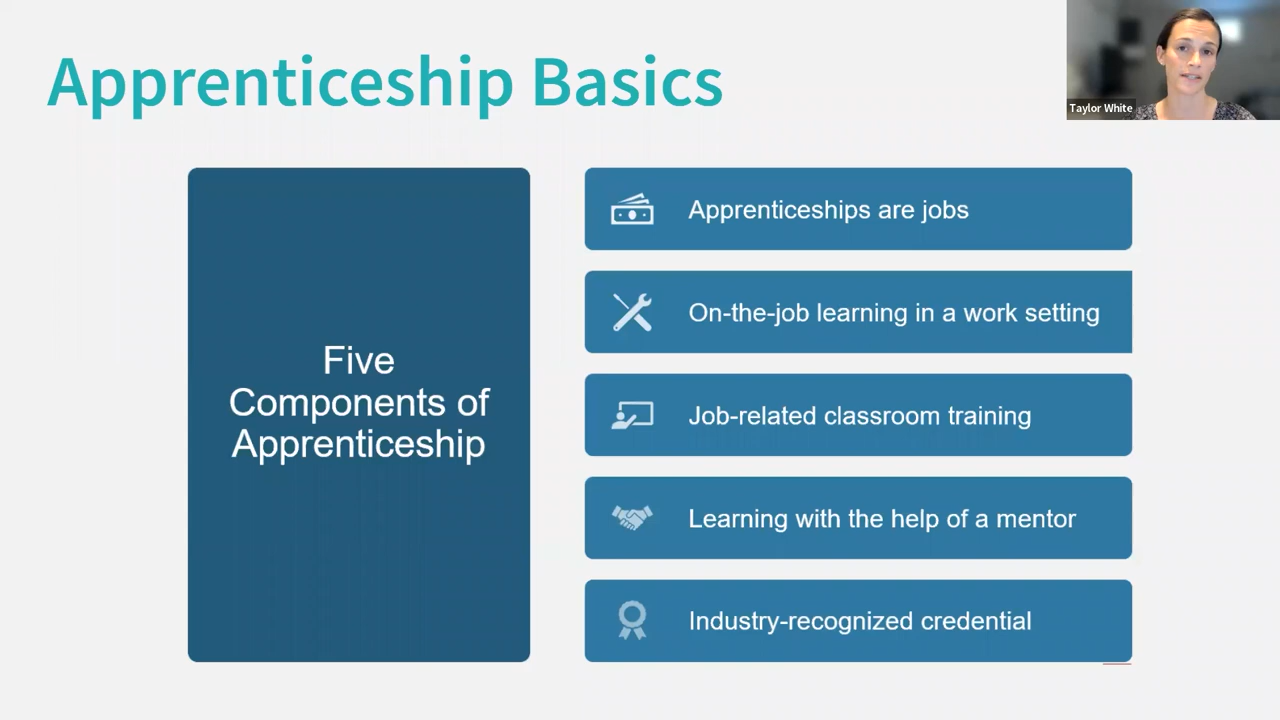 Apprenticeship Basics
Taylor White
Five
Components of
Apprenticeship
Apprenticeships are jobs
On-the-job learning in a work setting
Job-related classroom training
Learning with the help of a mentor
Industry-recognized credential